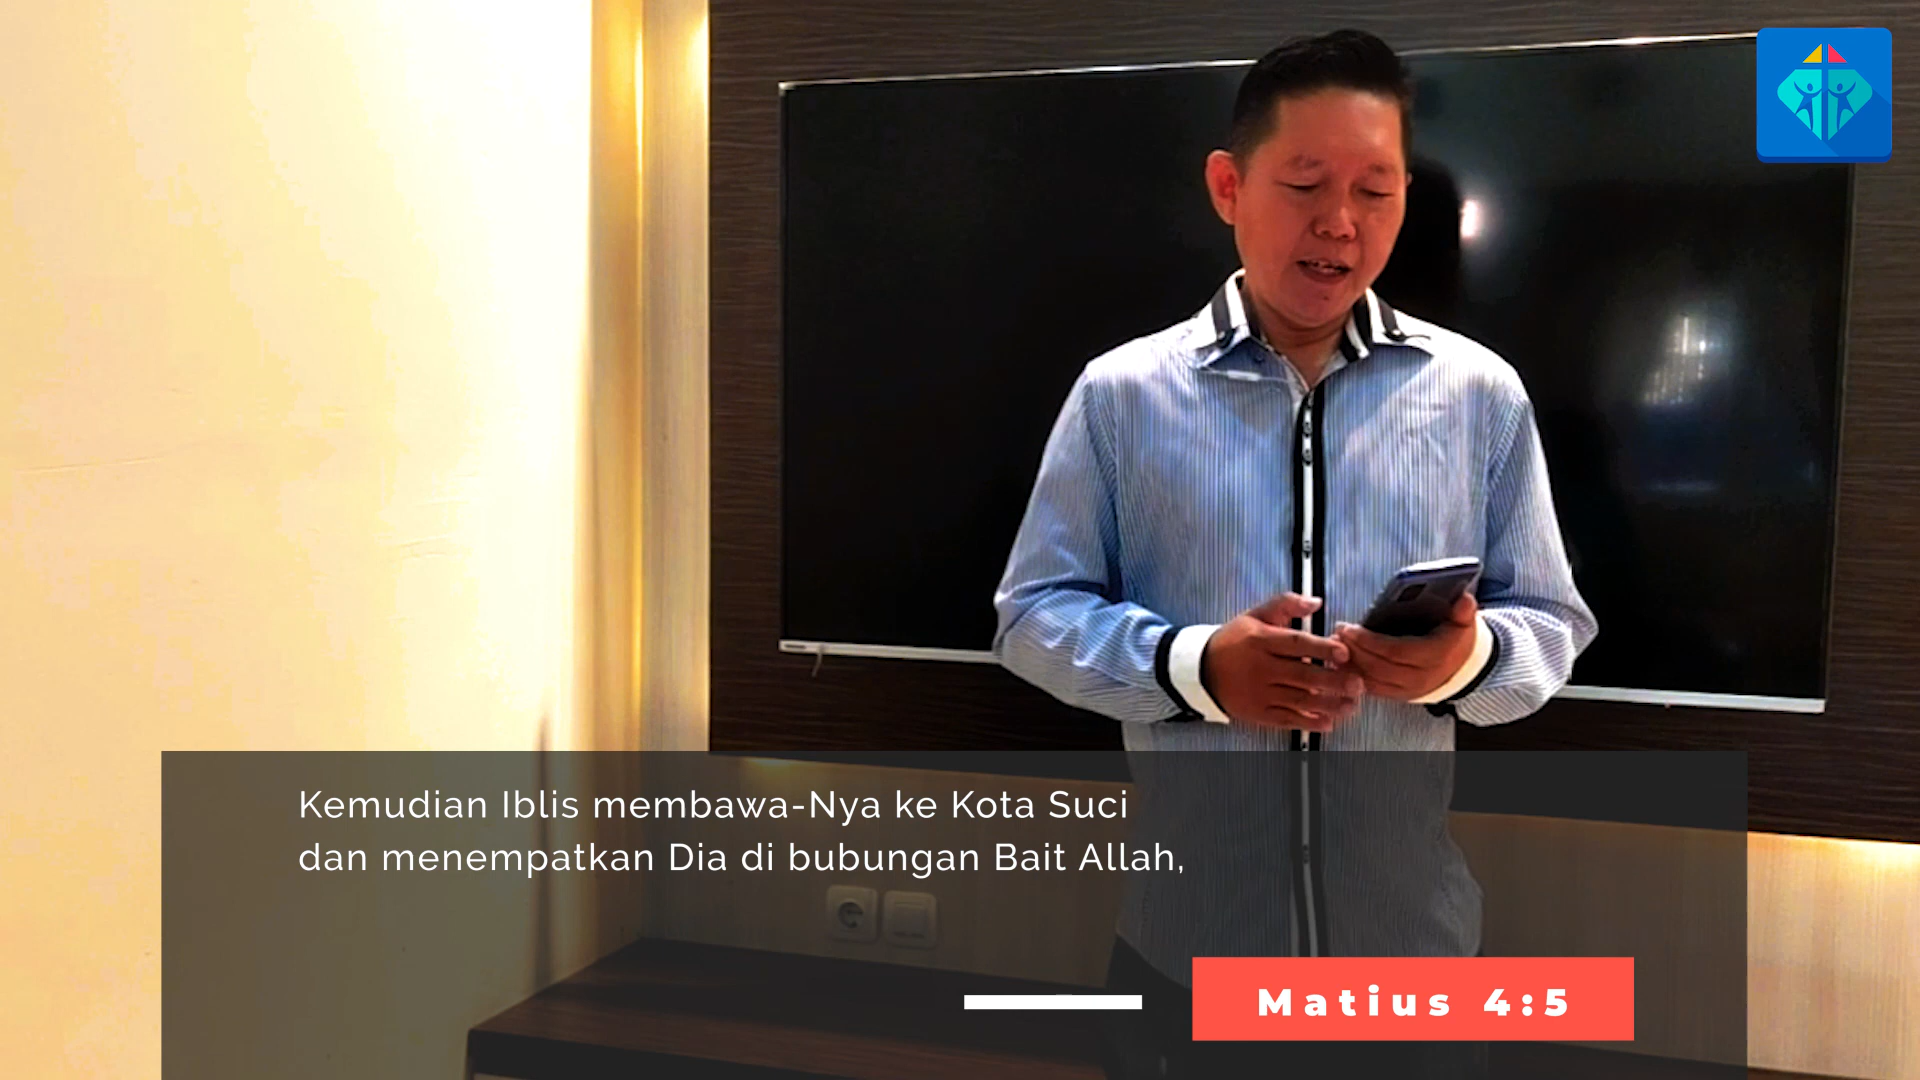 Kemudian Iblis membawa-Nya ke Kota Suci
dan menempatkan Dia di bubungan Bait Allah,
Matius 4:5